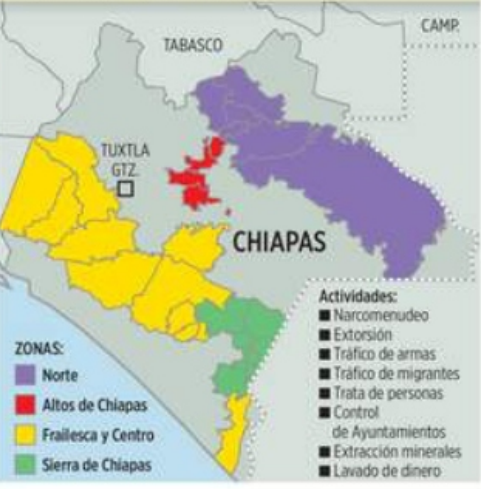 CAMP.
TABASCO
TUXTLA
GTZ.
CHIAPAS
ZONAS:
Norte
Altos de Chiapas
Frailesca y Centro
Sierra de Chiapas
Actividades:
Narcomenudeo
Extorsión
Tráfico de armas
Tráfico de migrantes
Trata de personas
Control
de Ayuntamientos
Extracción minerales
Lavado de dinero